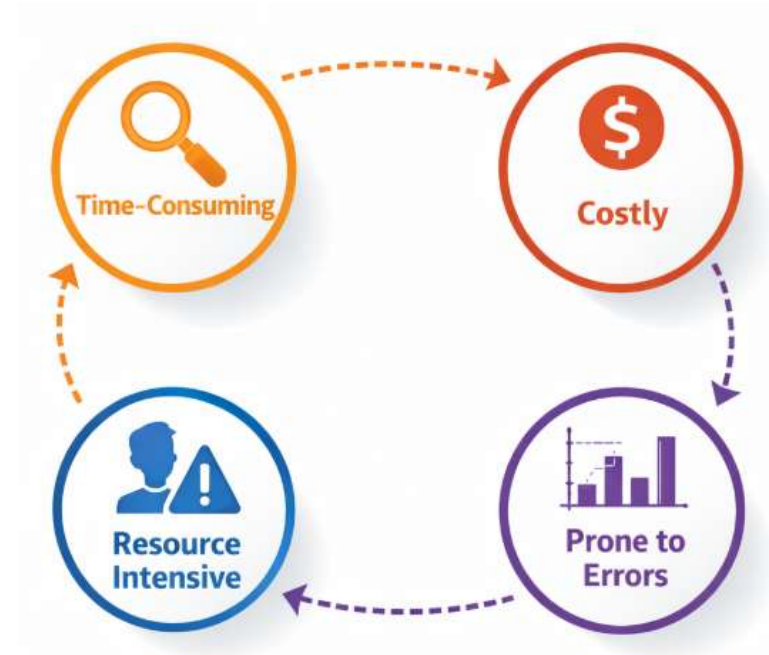 Time-Consuming
$
Costly
Prone to
Errors
Resource
Intensive
!